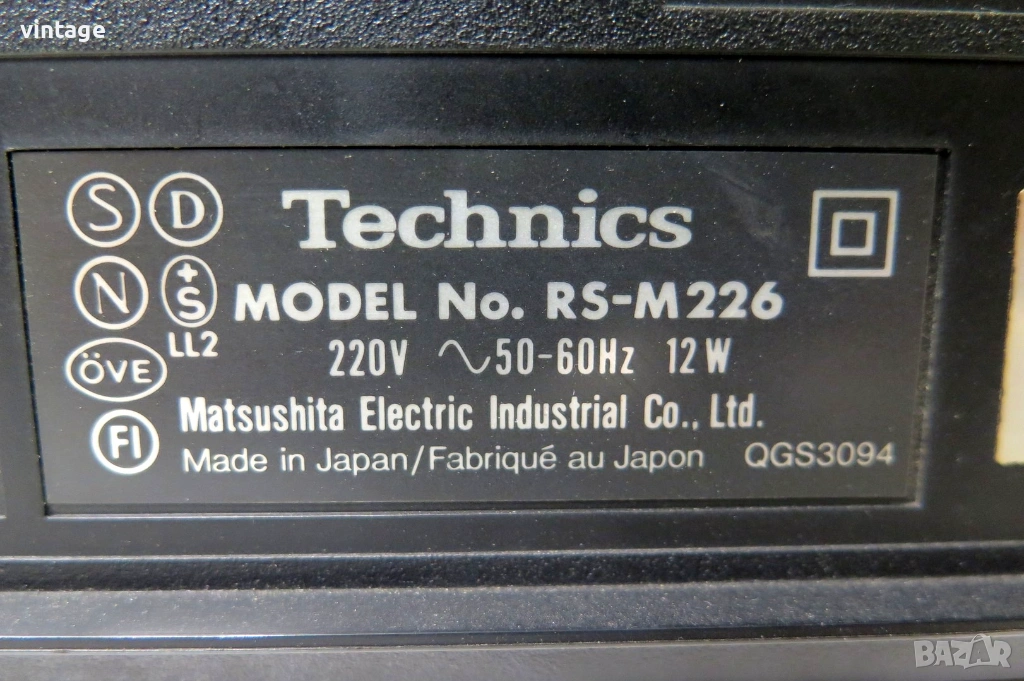 vintage
S D
Technics
N +S
MODEL No. RS-M226
LL2
220V ∿50-60Hz 12W
ÖVE
Matsushita Electric Industrial Co., Ltd.
FI
Made in Japan/Fabriqué au Japon QGS3094
BAZAR